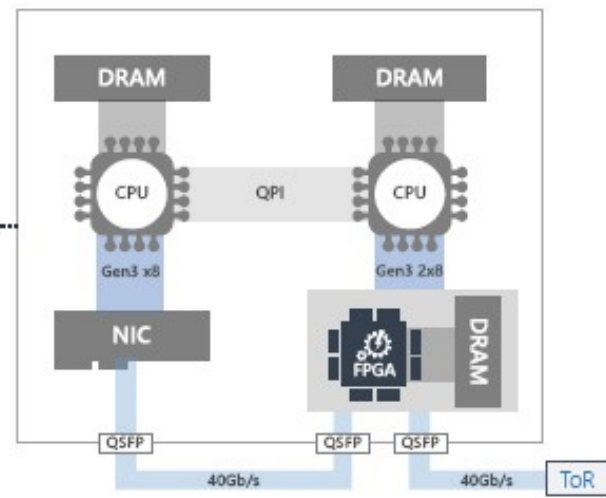 DRAM
DRAM
CPU
QPI
CPU
Gen3 x8
Gen3 2x8
NIC
FPGA
DRAM
QSFP
QSFP
QSFP
40Gb/s
40Gb/s
ToR